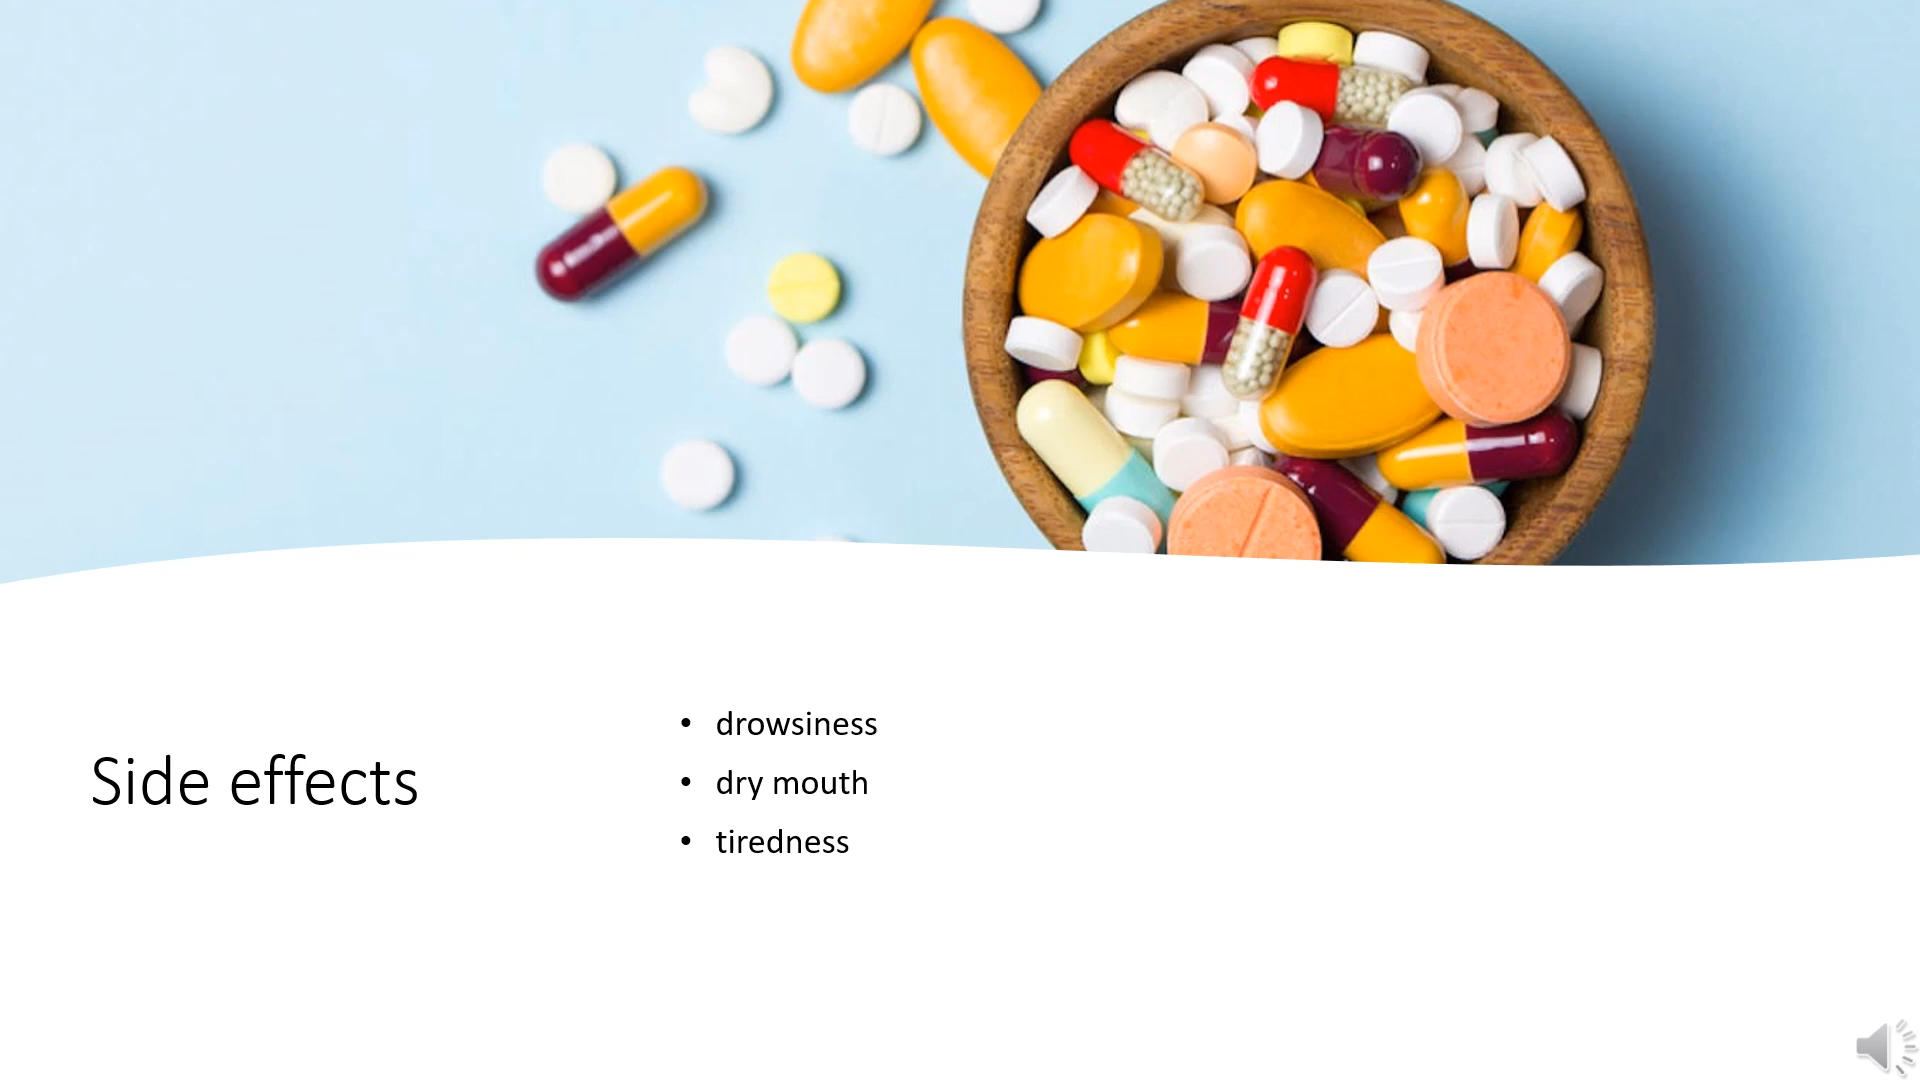 Side effects
• drowsiness
• dry mouth
• tiredness